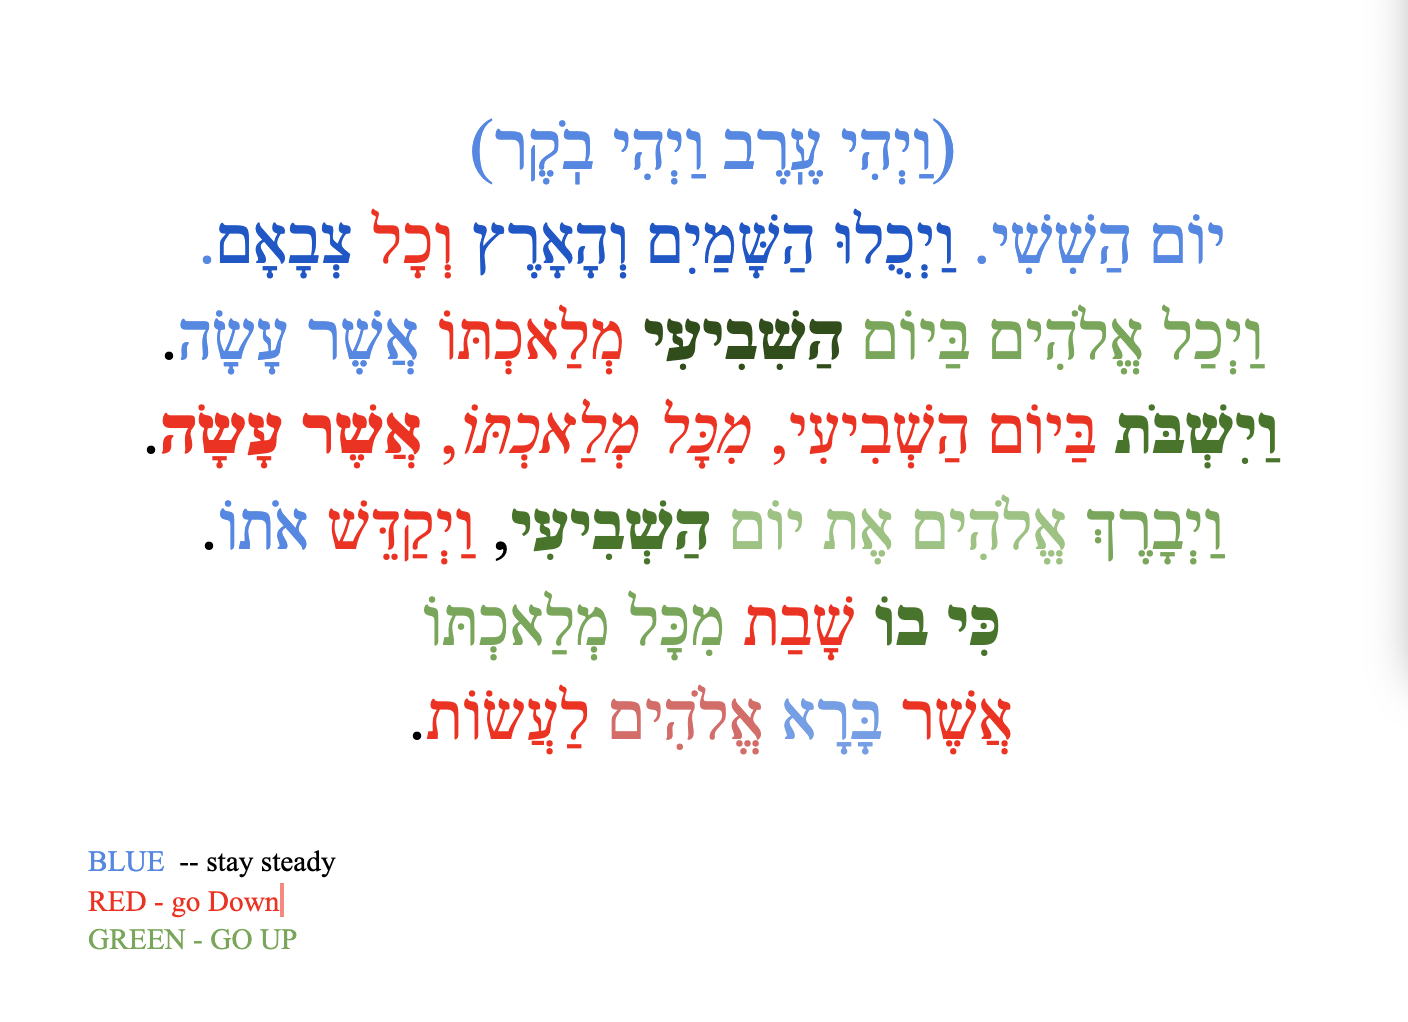 (וַיְהִי עֶֽרֶב וַיְהִי בֹֽקֶר)
יוֹם הַשִּׁשִּׁי. וַיְכֻלּוּ הַשָּׁמַיִם וְהָאָֽרֶץ וְכָל צְבָאָֽם.
וַיְכַל אֱלֹהִים בַּיּוֹם הַשְּׁבִיעִי מְלַאכְתּוֹ אֲשֶׁר עָשָׂה.
וַיִּשְׁבֹּת בַּיּוֹם הַשְּׁבִיעִי, מִכָּל מְלַאכְתּוֹ, אֲשֶׁר עָשָׂה.
וַיְבָרֶךְ אֱלֹהִים אֶת יוֹם הַשְּׁבִיעִי, וַיְקַדֵּשׁ אֹתוֹ.
כִּי בוֹ שָׁבַת מִכָּל מְלַאכְתּוֹ
אֲשֶׁר בָּרָא אֱלֹהִים לַעֲשׂוֹת.
BLUE -- stay steady
RED - go Down
GREEN - GO UP